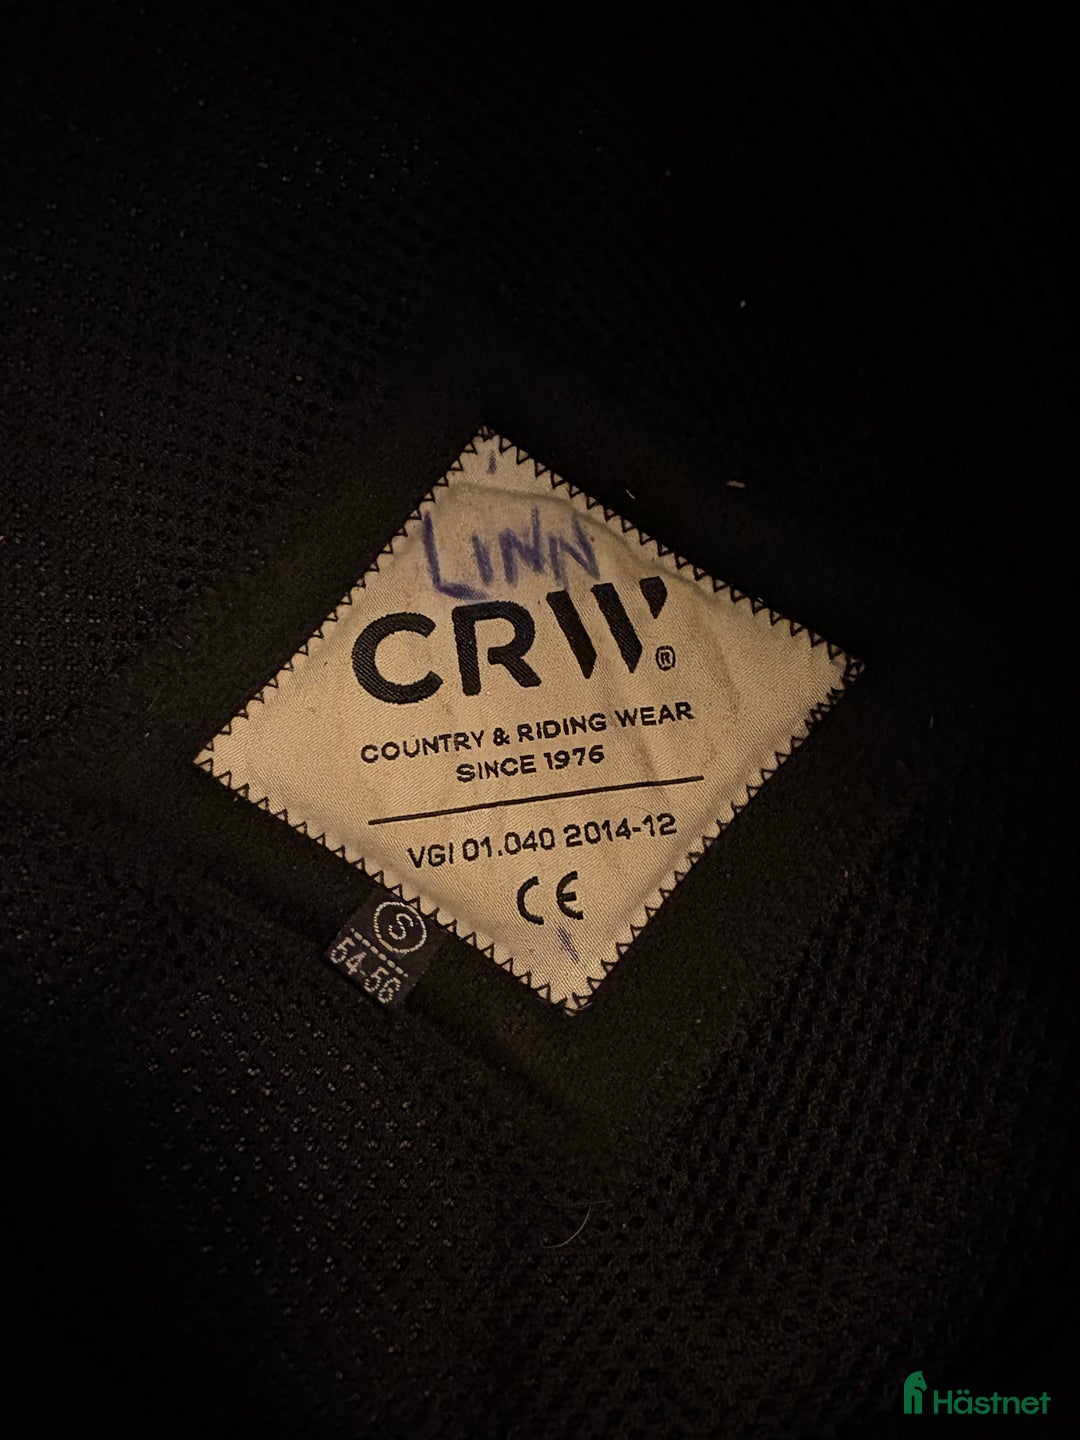 LINN
CRW®
COUNTRY & RIDING WEAR
SINCE 1976
VG1 01.040 2014-12
CE
S
54-56
Hästnet